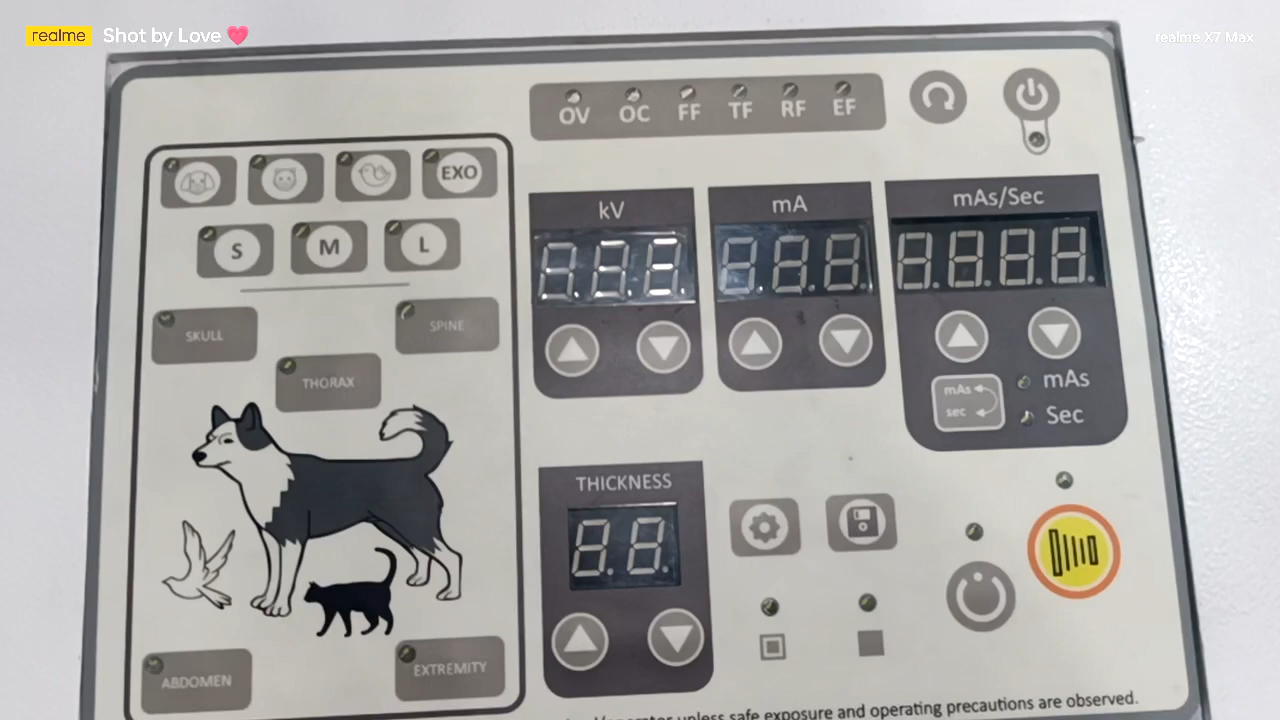 realme Shot by Love
realme X7 Max
OV OC FF TF RF EF
EXO
S M L
SKULL
SPINE
THORAX
ABDOMEN
EXTREMITY
kV
mA
mAs/Sec
mAs
sec
mAs
Sec
THICKNESS
unless safe exposure and operating precautions are observed.